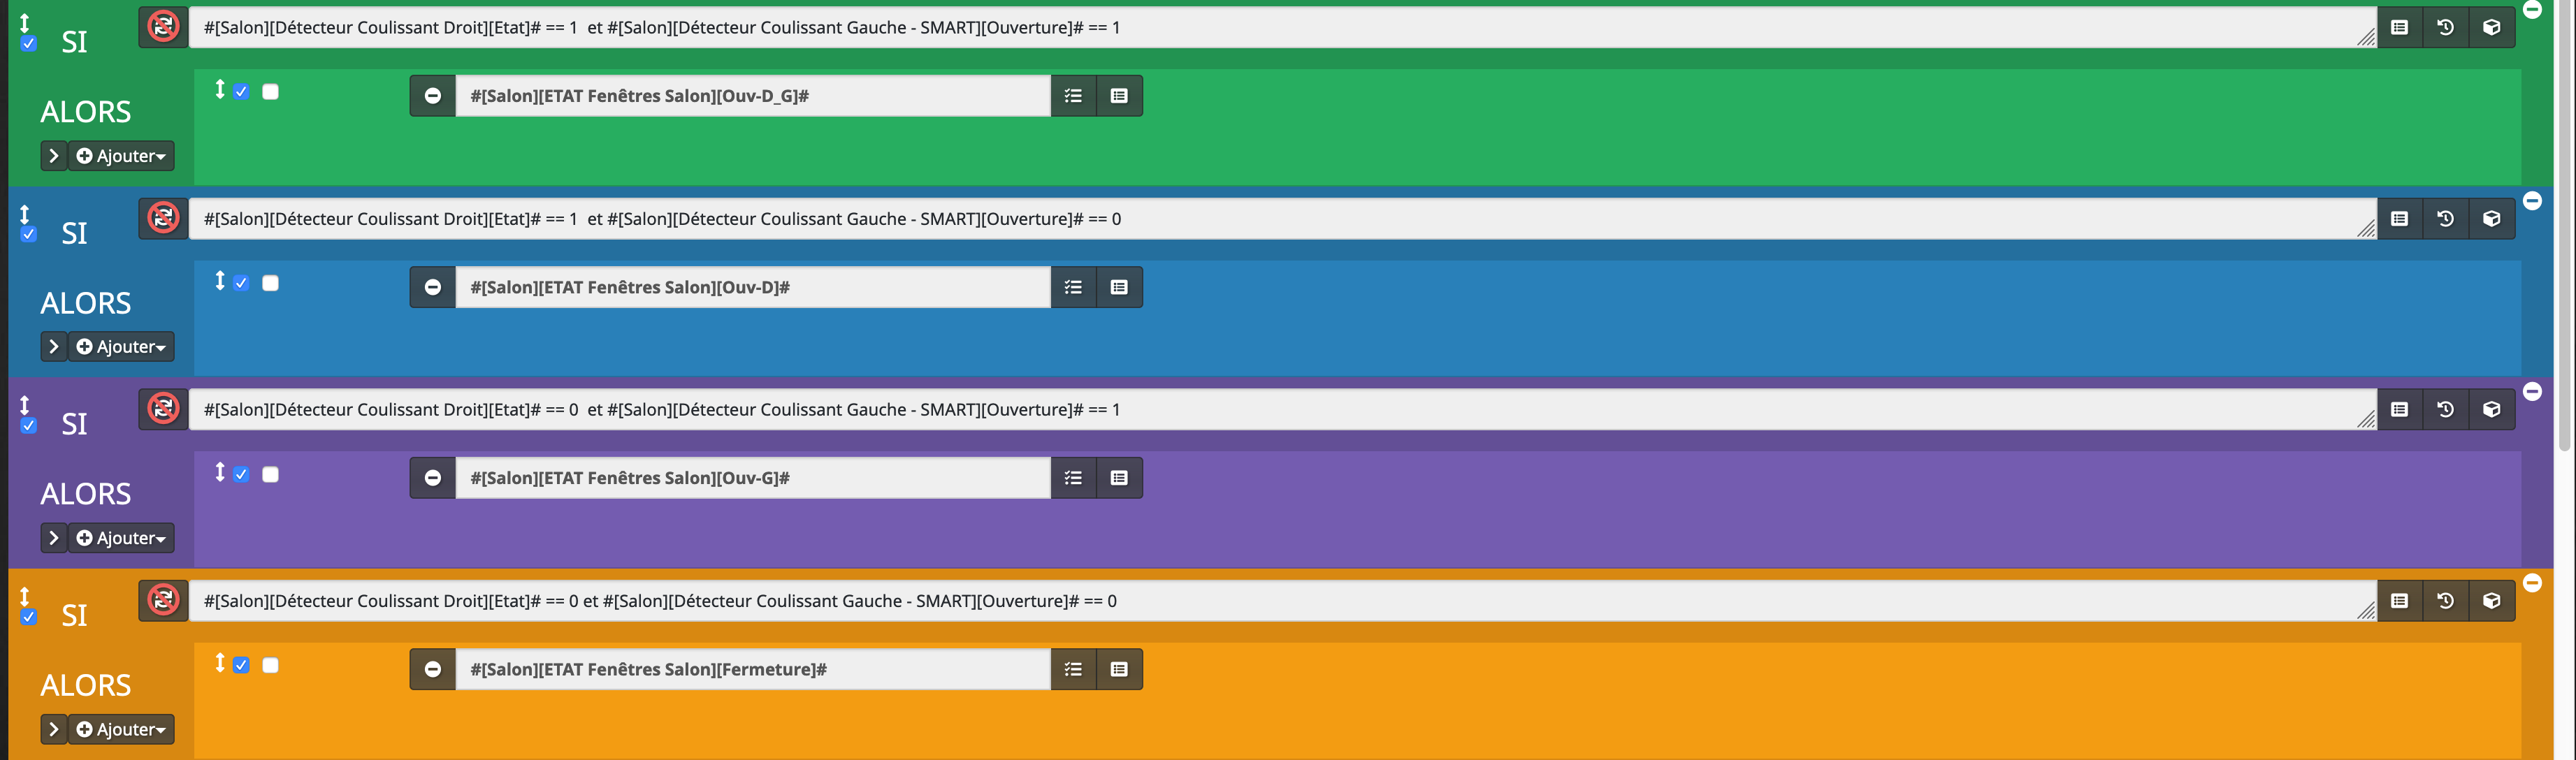 SI #[Salon][Détecteur Coulissant Droit][Etat]# == 1  et #[Salon][Détecteur Coulissant Gauche - SMART][Ouverture]# == 1
ALORS #[Salon][ETAT Fenêtres Salon][Ouv-D_G]#
Ajouter
SI #[Salon][Détecteur Coulissant Droit][Etat]# == 1  et #[Salon][Détecteur Coulissant Gauche - SMART][Ouverture]# == 0
ALORS #[Salon][ETAT Fenêtres Salon][Ouv-D]#
Ajouter
SI #[Salon][Détecteur Coulissant Droit][Etat]# == 0  et #[Salon][Détecteur Coulissant Gauche - SMART][Ouverture]# == 1
ALORS #[Salon][ETAT Fenêtres Salon][Ouv-G]#
Ajouter
SI #[Salon][Détecteur Coulissant Droit][Etat]# == 0 et #[Salon][Détecteur Coulissant Gauche - SMART][Ouverture]# == 0
ALORS #[Salon][ETAT Fenêtres Salon][Fermeture]#
Ajouter